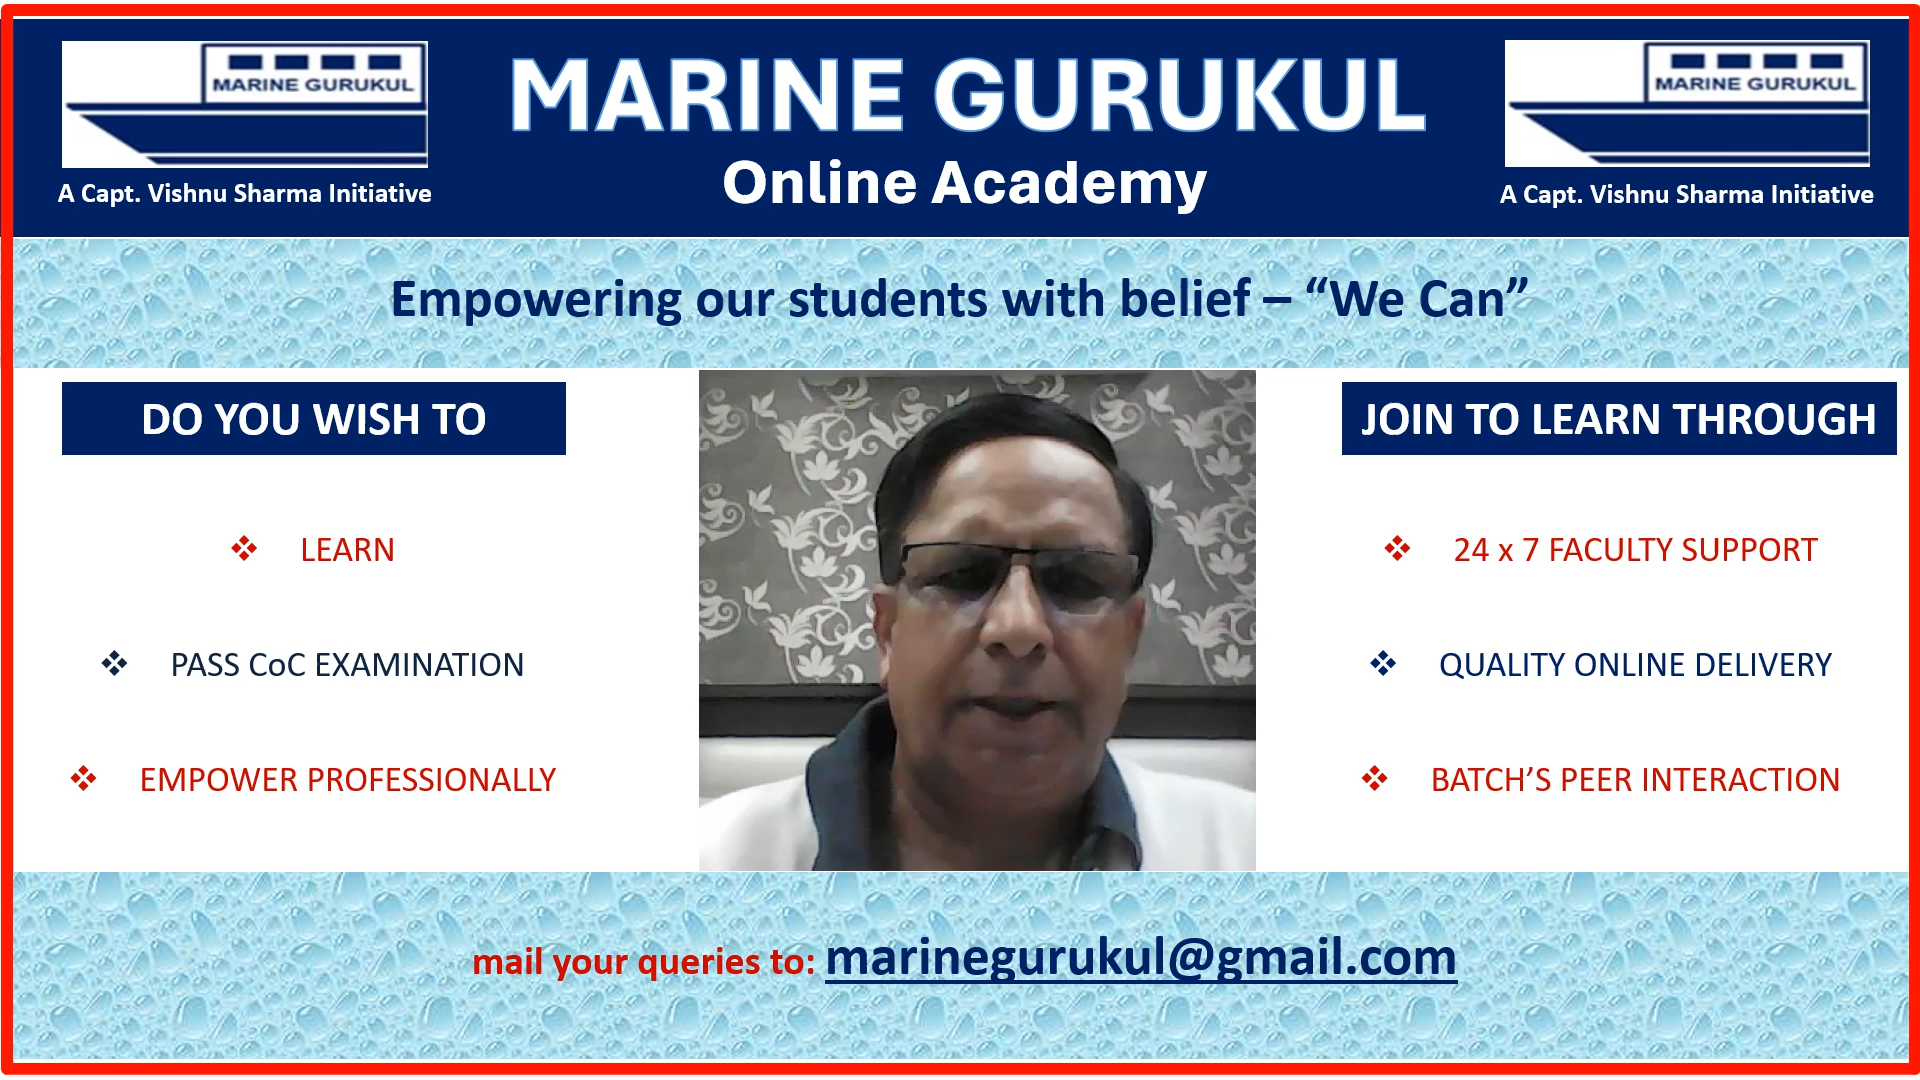 MARINE GURUKUL
MARINE GURUKUL
MARINE GURUKUL
Online Academy
A Capt. Vishnu Sharma Initiative
A Capt. Vishnu Sharma Initiative
Empowering our students with belief – “We Can”
DO YOU WISH TO
LEARN
PASS CoC EXAMINATION
EMPOWER PROFESSIONALLY
JOIN TO LEARN THROUGH
24 x 7 FACULTY SUPPORT
QUALITY ONLINE DELIVERY
BATCH’S PEER INTERACTION
mail your queries to: marinegurukul@gmail.com